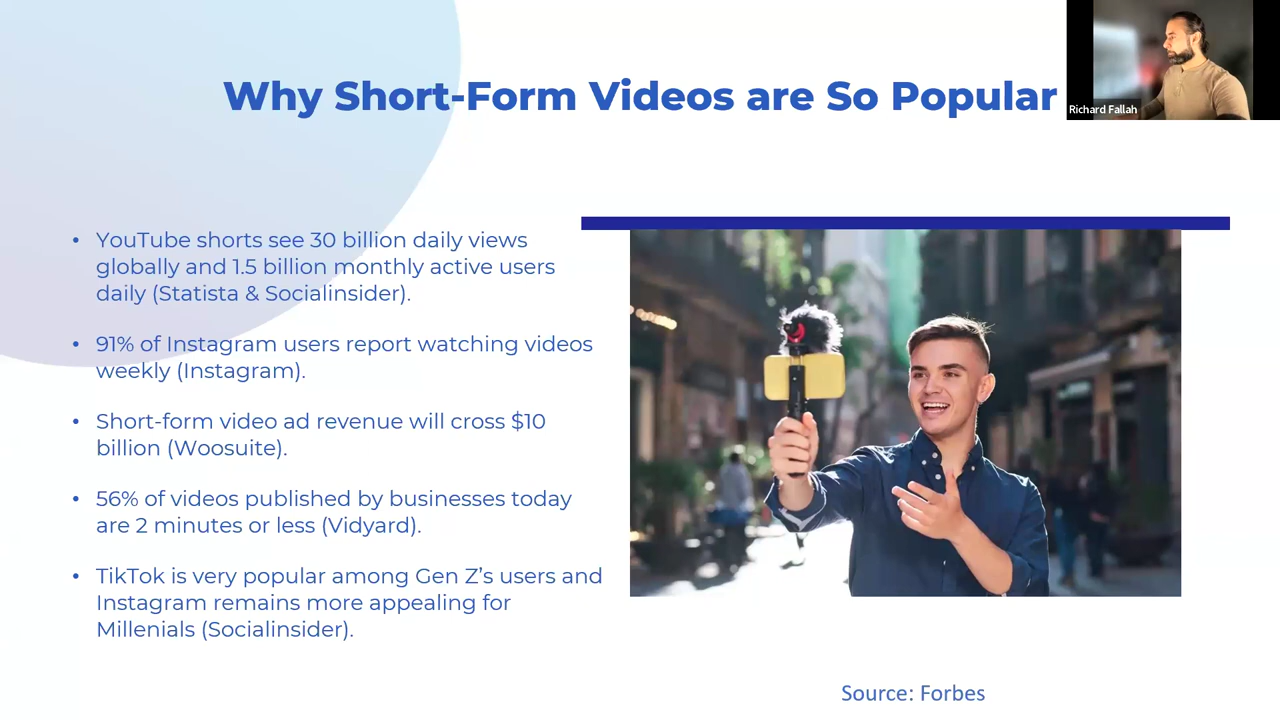 Why Short-Form Videos are So Popular
Richard Fallah
• YouTube shorts see 30 billion daily views
globally and 1.5 billion monthly active users
daily (Statista & Socialinsider).
• 91% of Instagram users report watching videos
weekly (Instagram).
• Short-form video ad revenue will cross $10
billion (Woosuite).
• 56% of videos published by businesses today
are 2 minutes or less (Vidyard).
• TikTok is very popular among Gen Z’s users and
Instagram remains more appealing for
Millenials (Socialinsider).
Source: Forbes